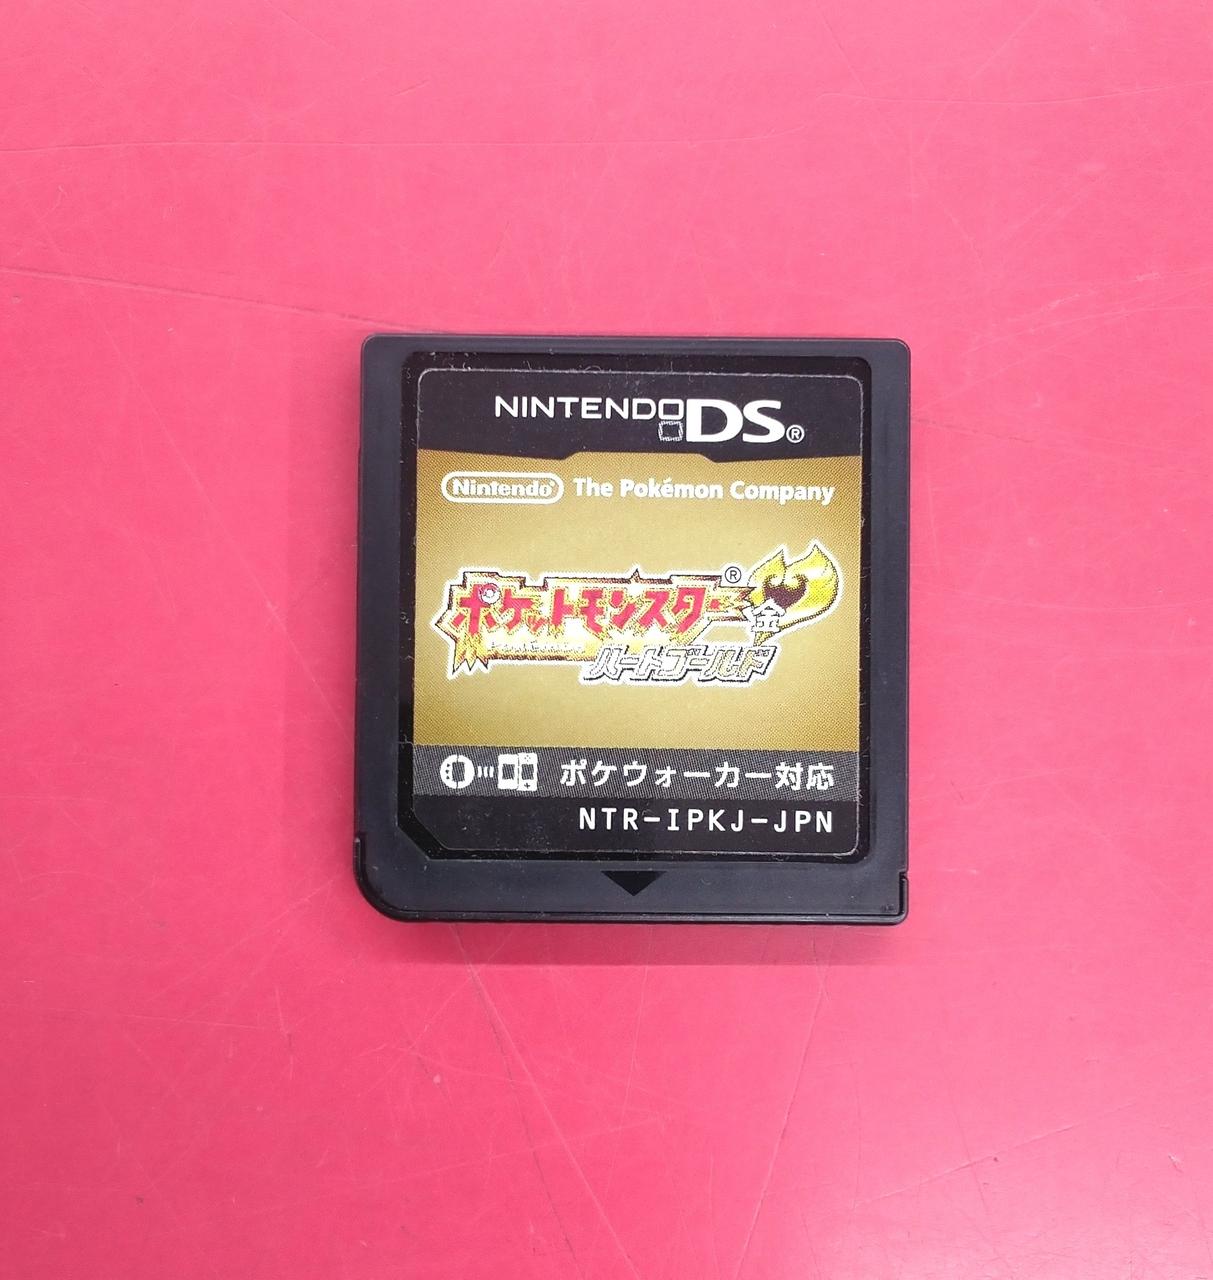 NINTENDO DS®
Nintendo® The Pokémon Company
ポケットモンスター®
金
ハートゴールド
ポケウォーカー対応
NTR-IPKJ-JPN